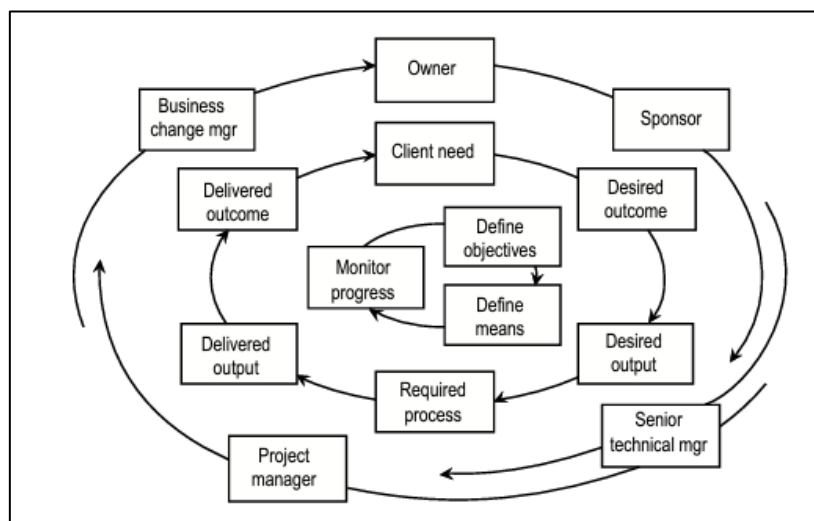 Owner
Business
change mgr
Sponsor
Client need
Delivered
outcome
Desired
outcome
Define
objectives
Monitor
progress
Define
means
Delivered
output
Desired
output
Required
process
Senior
technical mgr
Project
manager